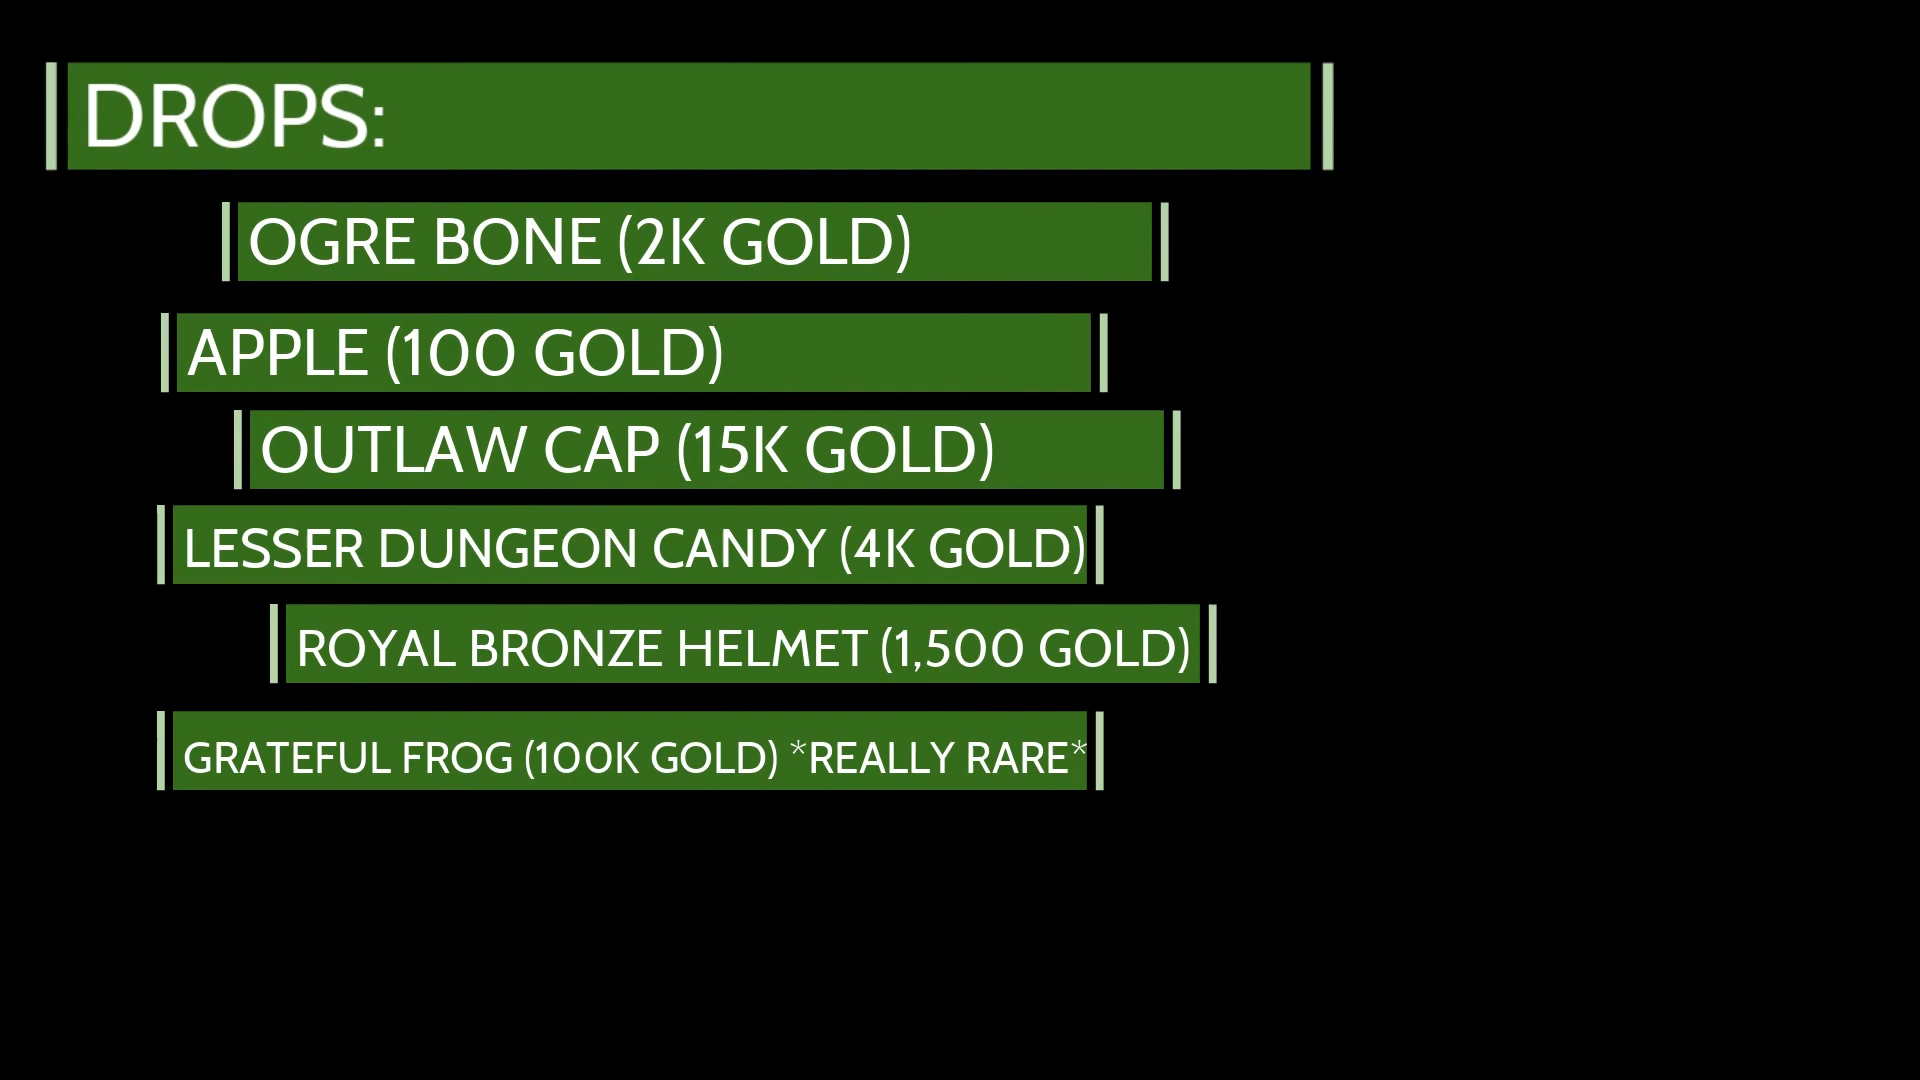 DROPS:
OGRE BONE (2K GOLD)
APPLE (100 GOLD)
OUTLAW CAP (15K GOLD)
LESSER DUNGEON CANDY (4K GOLD)
ROYAL BRONZE HELMET (1,500 GOLD)
GRATEFUL FROG (100K GOLD) *REALLY RARE*